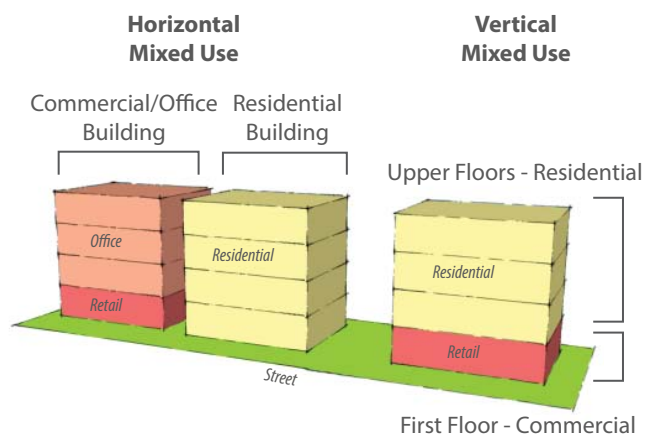 Horizontal
Mixed Use
Vertical
Mixed Use
Commercial/Office
Building
Residential
Building
Upper Floors - Residential
Office
Retail
Residential
Residential
Retail
Street
First Floor - Commercial